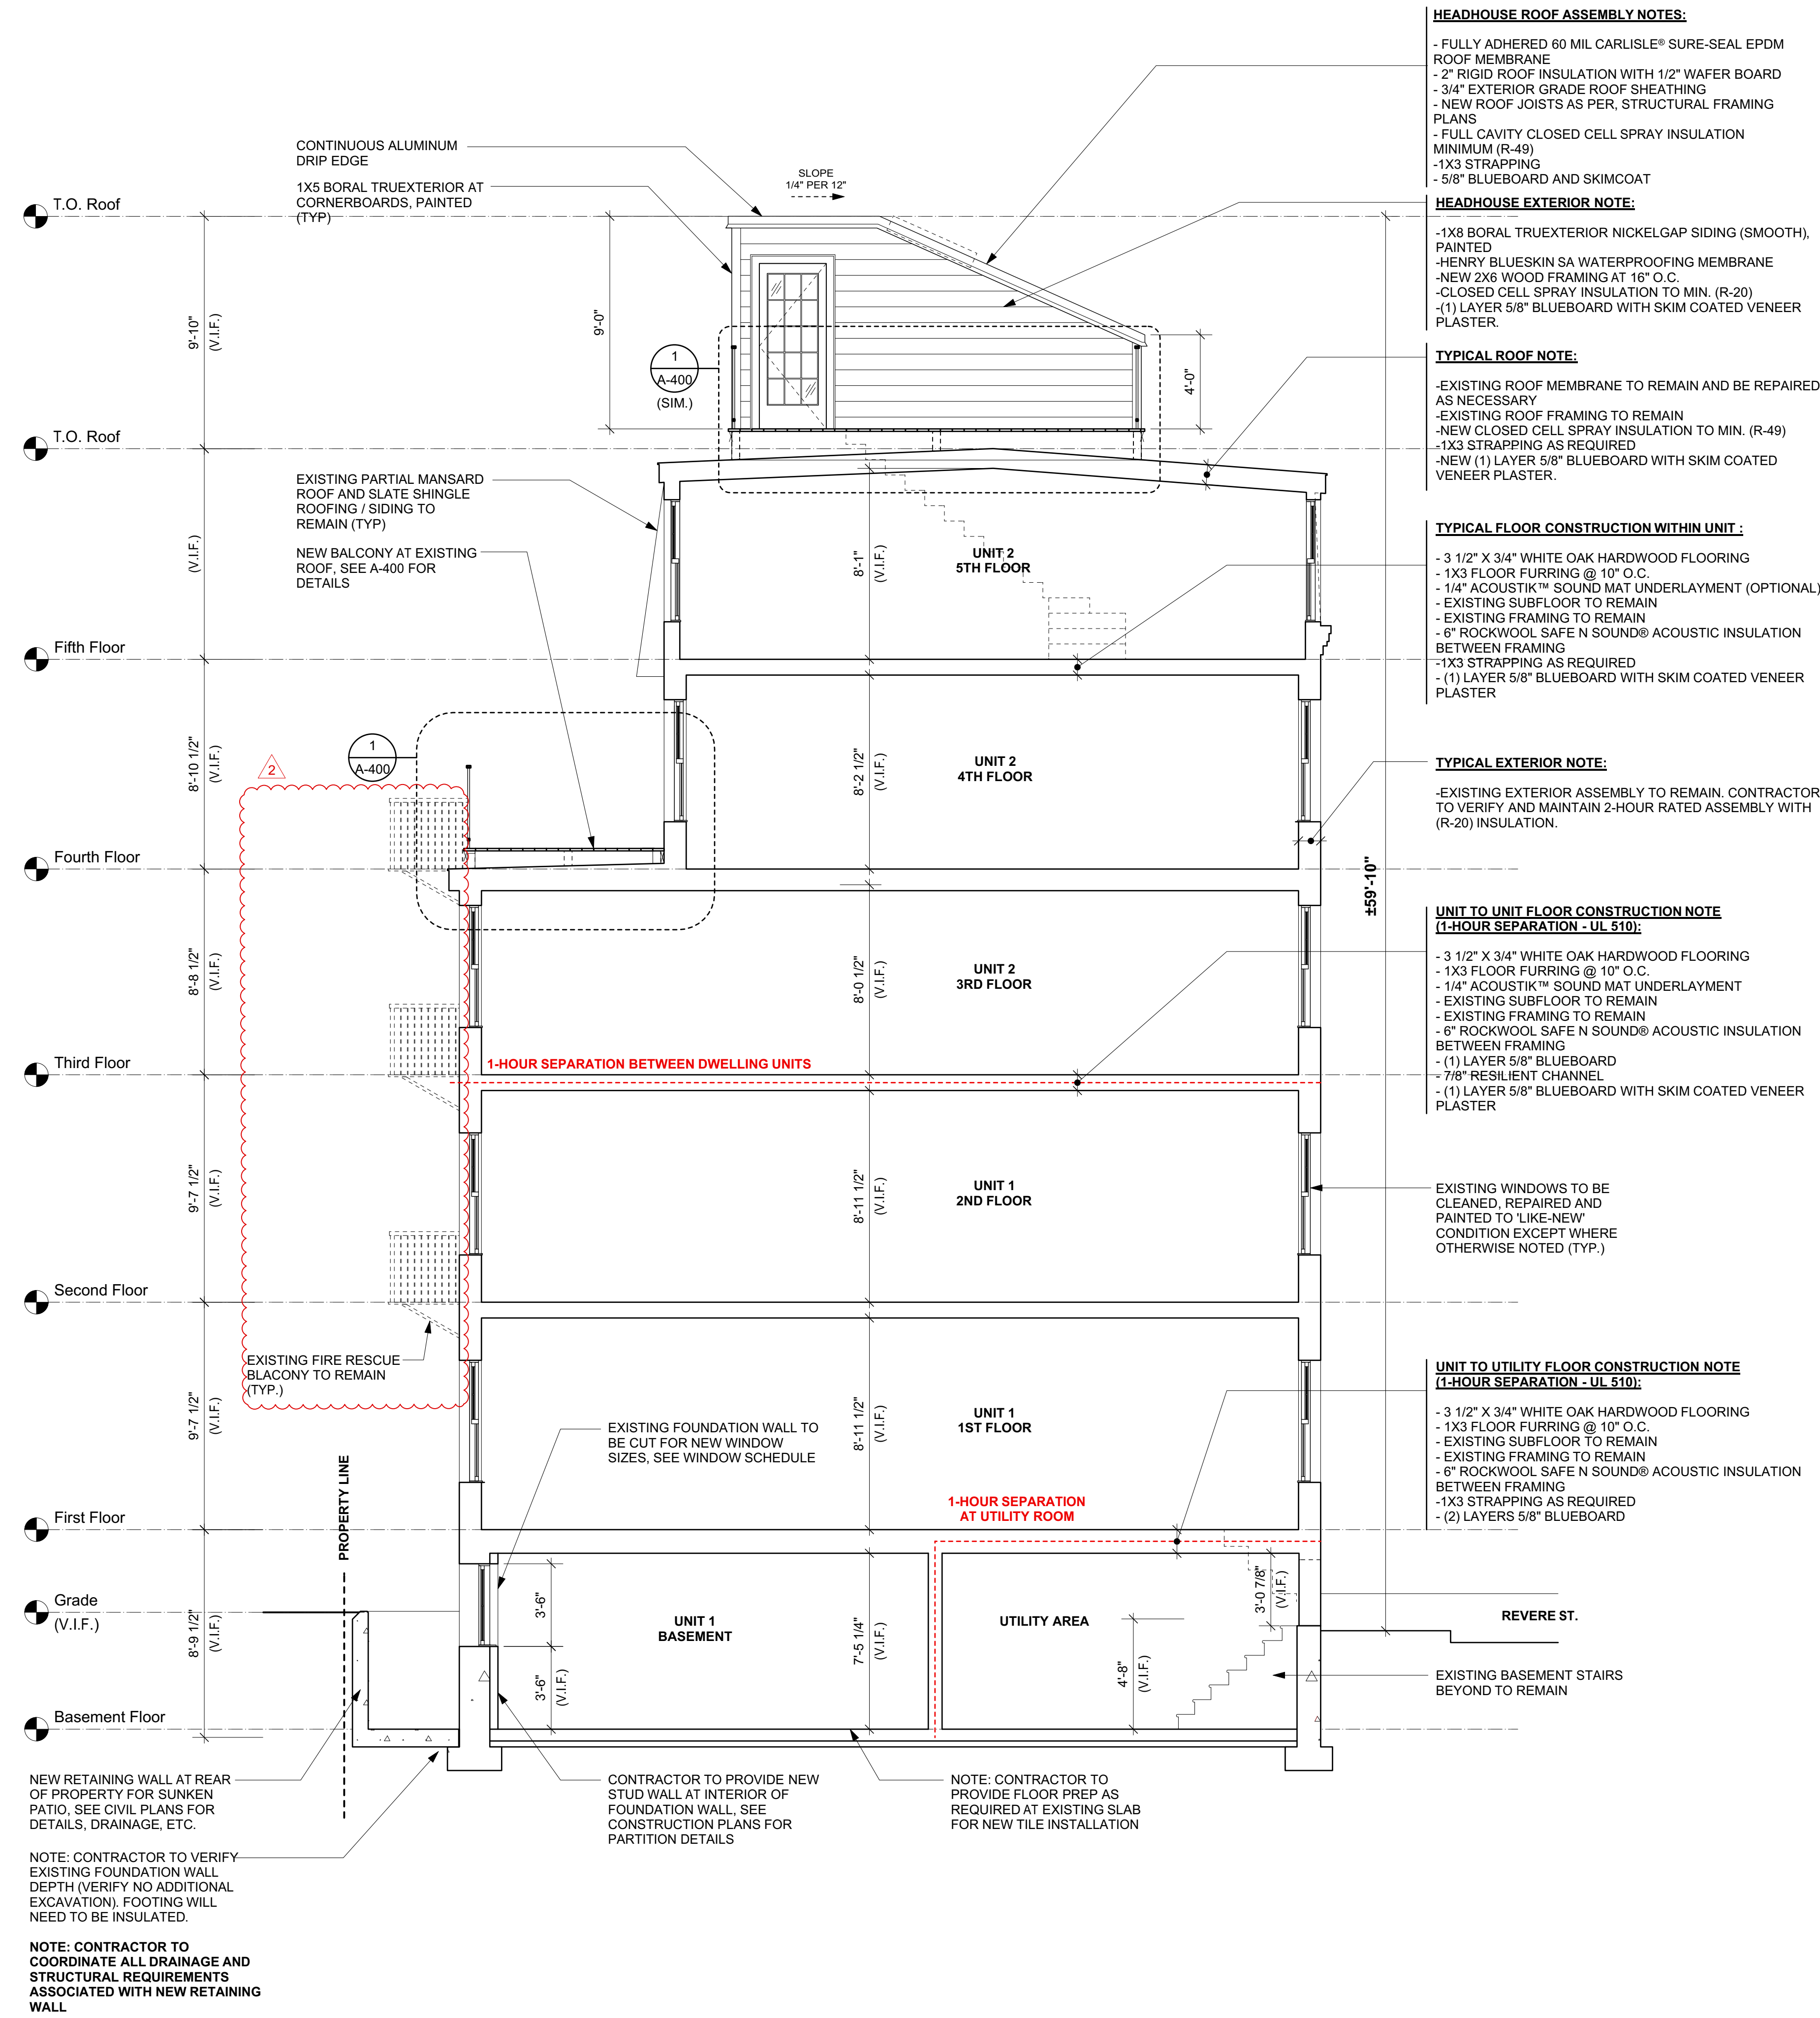 HEADHOUSE ROOF ASSEMBLY NOTES:
- FULLY ADHERED 60 MIL CARLISLE® SURE-SEAL EPDM
ROOF MEMBRANE
- 2" RIGID ROOF INSULATION WITH 1/2" WAFER BOARD
- 3/4" EXTERIOR GRADE ROOF SHEATHING
- NEW ROOF JOISTS AS PER, STRUCTURAL FRAMING
PLANS
- FULL CAVITY CLOSED CELL SPRAY INSULATION
MINIMUM (R-49)
-1X3 STRAPPING
- 5/8" BLUEBOARD AND SKIMCOAT
CONTINUOUS ALUMINUM
DRIP EDGE
1X5 BORAL TRUEXTERIOR AT
CORNERBOARDS, PAINTED
(TYP)
SLOPE
1/4" PER 12"
T.O. Roof
HEADHOUSE EXTERIOR NOTE:
-1X8 BORAL TRUEXTERIOR NICKELGAP SIDING (SMOOTH),
PAINTED
-HENRY BLUESKIN SA WATERPROOFING MEMBRANE
-NEW 2X6 WOOD FRAMING AT 16" O.C.
-CLOSED CELL SPRAY INSULATION TO MIN. (R-20)
-(1) LAYER 5/8" BLUEBOARD WITH SKIM COATED VENEER
PLASTER.
9'-10"
(V.I.F.)
9'-0"
1
A-400
(SIM.)
4'-0"
TYPICAL ROOF NOTE:
-EXISTING ROOF MEMBRANE TO REMAIN AND BE REPAIRED
AS NECESSARY
-EXISTING ROOF FRAMING TO REMAIN
-NEW CLOSED CELL SPRAY INSULATION TO MIN. (R-49)
-1X3 STRAPPING AS REQUIRED
-NEW (1) LAYER 5/8" BLUEBOARD WITH SKIM COATED
VENEER PLASTER.
T.O. Roof
EXISTING PARTIAL MANSARD
ROOF AND SLATE SHINGLE
ROOFING / SIDING TO
REMAIN (TYP)
NEW BALCONY AT EXISTING
ROOF, SEE A-400 FOR
DETAILS
(V.I.F.)
8'-1"
(V.I.F.)
UNIT 2
5TH FLOOR
TYPICAL FLOOR CONSTRUCTION WITHIN UNIT :
- 3 1/2" X 3/4" WHITE OAK HARDWOOD FLOORING
- 1X3 FLOOR FURRING @ 10" O.C.
- 1/4" ACOUSTIK™ SOUND MAT UNDERLAYMENT (OPTIONAL)
- EXISTING SUBFLOOR TO REMAIN
- EXISTING FRAMING TO REMAIN
- 6" ROCKWOOL SAFE N SOUND® ACOUSTIC INSULATION
BETWEEN FRAMING
-1X3 STRAPPING AS REQUIRED
- (1) LAYER 5/8" BLUEBOARD WITH SKIM COATED VENEER
PLASTER
Fifth Floor
8'-10 1/2"
(V.I.F.)
2
1
A-400
8'-2 1/2"
(V.I.F.)
UNIT 2
4TH FLOOR
TYPICAL EXTERIOR NOTE:
-EXISTING EXTERIOR ASSEMBLY TO REMAIN. CONTRACTOR
TO VERIFY AND MAINTAIN 2-HOUR RATED ASSEMBLY WITH
(R-20) INSULATION.
Fourth Floor
±59'-10"
8'-8 1/2"
(V.I.F.)
8'-0 1/2"
(V.I.F.)
UNIT 2
3RD FLOOR
UNIT TO UNIT FLOOR CONSTRUCTION NOTE
(1-HOUR SEPARATION - UL 510):
- 3 1/2" X 3/4" WHITE OAK HARDWOOD FLOORING
- 1X3 FLOOR FURRING @ 10" O.C.
- 1/4" ACOUSTIK™ SOUND MAT UNDERLAYMENT
- EXISTING SUBFLOOR TO REMAIN
- EXISTING FRAMING TO REMAIN
- 6" ROCKWOOL SAFE N SOUND® ACOUSTIC INSULATION
BETWEEN FRAMING
- (1) LAYER 5/8" BLUEBOARD
- 7/8" RESILIENT CHANNEL
- (1) LAYER 5/8" BLUEBOARD WITH SKIM COATED VENEER
PLASTER
Third Floor
1-HOUR SEPARATION BETWEEN DWELLING UNITS
9'-7 1/2"
(V.I.F.)
8'-11 1/2"
(V.I.F.)
UNIT 1
2ND FLOOR
EXISTING WINDOWS TO BE
CLEANED, REPAIRED AND
PAINTED TO 'LIKE-NEW'
CONDITION EXCEPT WHERE
OTHERWISE NOTED (TYP.)
Second Floor
EXISTING FIRE RESCUE
BLACONY TO REMAIN
(TYP.)
9'-7 1/2"
(V.I.F.)
8'-11 1/2"
(V.I.F.)
UNIT 1
1ST FLOOR
EXISTING FOUNDATION WALL TO
BE CUT FOR NEW WINDOW
SIZES, SEE WINDOW SCHEDULE
UNIT TO UTILITY FLOOR CONSTRUCTION NOTE
(1-HOUR SEPARATION - UL 510):
- 3 1/2" X 3/4" WHITE OAK HARDWOOD FLOORING
- 1X3 FLOOR FURRING @ 10" O.C.
- EXISTING SUBFLOOR TO REMAIN
- EXISTING FRAMING TO REMAIN
- 6" ROCKWOOL SAFE N SOUND® ACOUSTIC INSULATION
BETWEEN FRAMING
-1X3 STRAPPING AS REQUIRED
- (2) LAYERS 5/8" BLUEBOARD
PROPERTY LINE
1-HOUR SEPARATION
AT UTILITY ROOM
First Floor
Grade
(V.I.F.)
8'-9 1/2"
(V.I.F.)
3'-6"
3'-6"
(V.I.F.)
UNIT 1
BASEMENT
7'-5 1/4"
(V.I.F.)
UTILITY AREA
4'-8"
(V.I.F.)
3'-0 7/8"
(V.I.F.)
REVERE ST.
EXISTING BASEMENT STAIRS
BEYOND TO REMAIN
Basement Floor
NEW RETAINING WALL AT REAR
OF PROPERTY FOR SUNKEN
PATIO, SEE CIVIL PLANS FOR
DETAILS, DRAINAGE, ETC.
CONTRACTOR TO PROVIDE NEW
STUD WALL AT INTERIOR OF
FOUNDATION WALL, SEE
CONSTRUCTION PLANS FOR
PARTITION DETAILS
NOTE: CONTRACTOR TO
PROVIDE FLOOR PREP AS
REQUIRED AT EXISTING SLAB
FOR NEW TILE INSTALLATION
NOTE: CONTRACTOR TO VERIFY
EXISTING FOUNDATION WALL
DEPTH (VERIFY NO ADDITIONAL
EXCAVATION). FOOTING WILL
NEED TO BE INSULATED.
NOTE: CONTRACTOR TO
COORDINATE ALL DRAINAGE AND
STRUCTURAL REQUIREMENTS
ASSOCIATED WITH NEW RETAINING
WALL